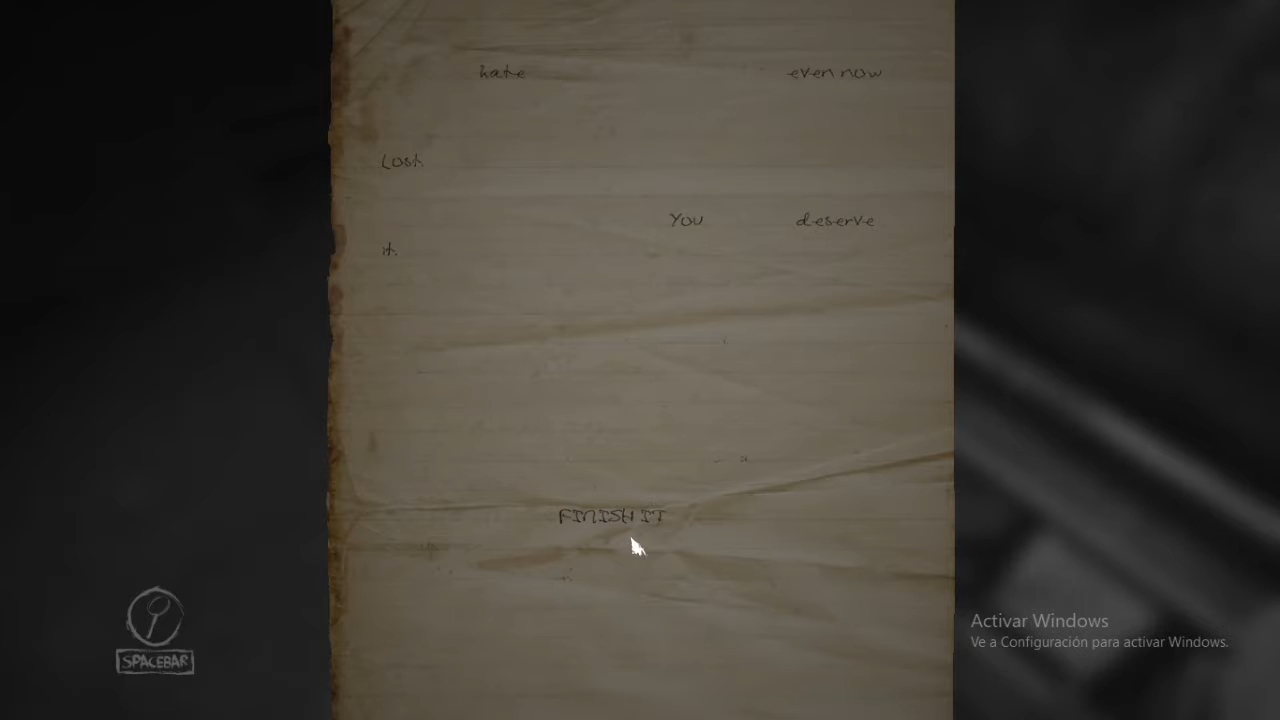 hate even now
Lost.
You deserve
it.
a
FINISH IT
SPACEBAR
Activar Windows
Ve a Configuración para activar Windows.